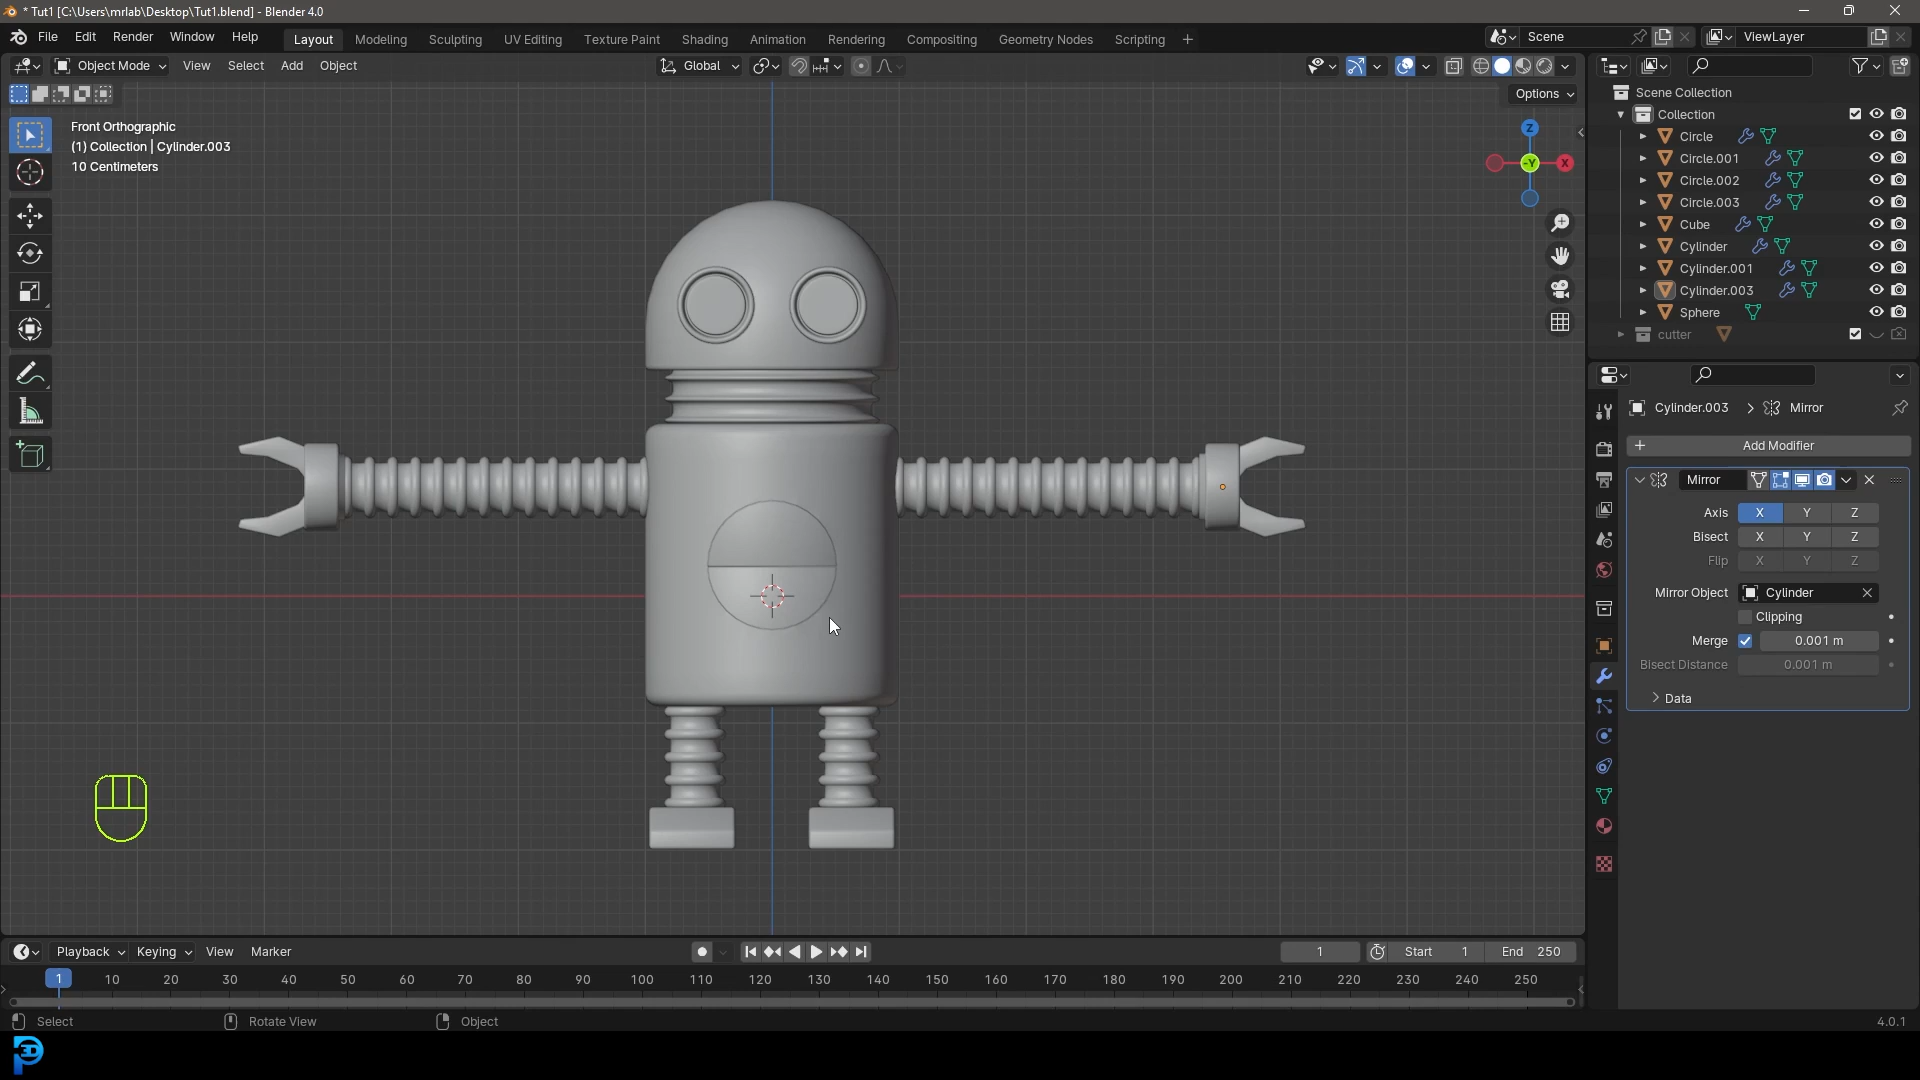 * Tut1 [C:\Users\mrlab\Desktop\Tut1.blend] - Blender 4.0
File Edit Render Window Help Layout Modeling Sculpting UV Editing Texture Paint Shading Animation Rendering Compositing Geometry Nodes Scripting + Scene ViewLayer
Object Mode View Select Add Object Global
Options
Front Orthographic
(1) Collection | Cylinder.003
10 Centimeters
Z
-Y X
Scene Collection
Collection
Circle
Circle.001
Circle.002
Circle.003
Cube
Cylinder
Cylinder.001
Cylinder.003
Sphere
cutter
Cylinder.003 > Mirror
+ Add Modifier
Mirror
Axis X Y Z
Bisect X Y Z
Flip X Y Z
Mirror Object Cylinder
Clipping
Merge 0.001 m
Bisect Distance 0.001 m
Data
Playback Keying View Marker 1 Start 1 End 250
1 10 20 30 40 50 60 70 80 90 100 110 120 130 140 150 160 170 180 190 200 210 220 230 240 250
Select Rotate View Object 4.0.1
3D